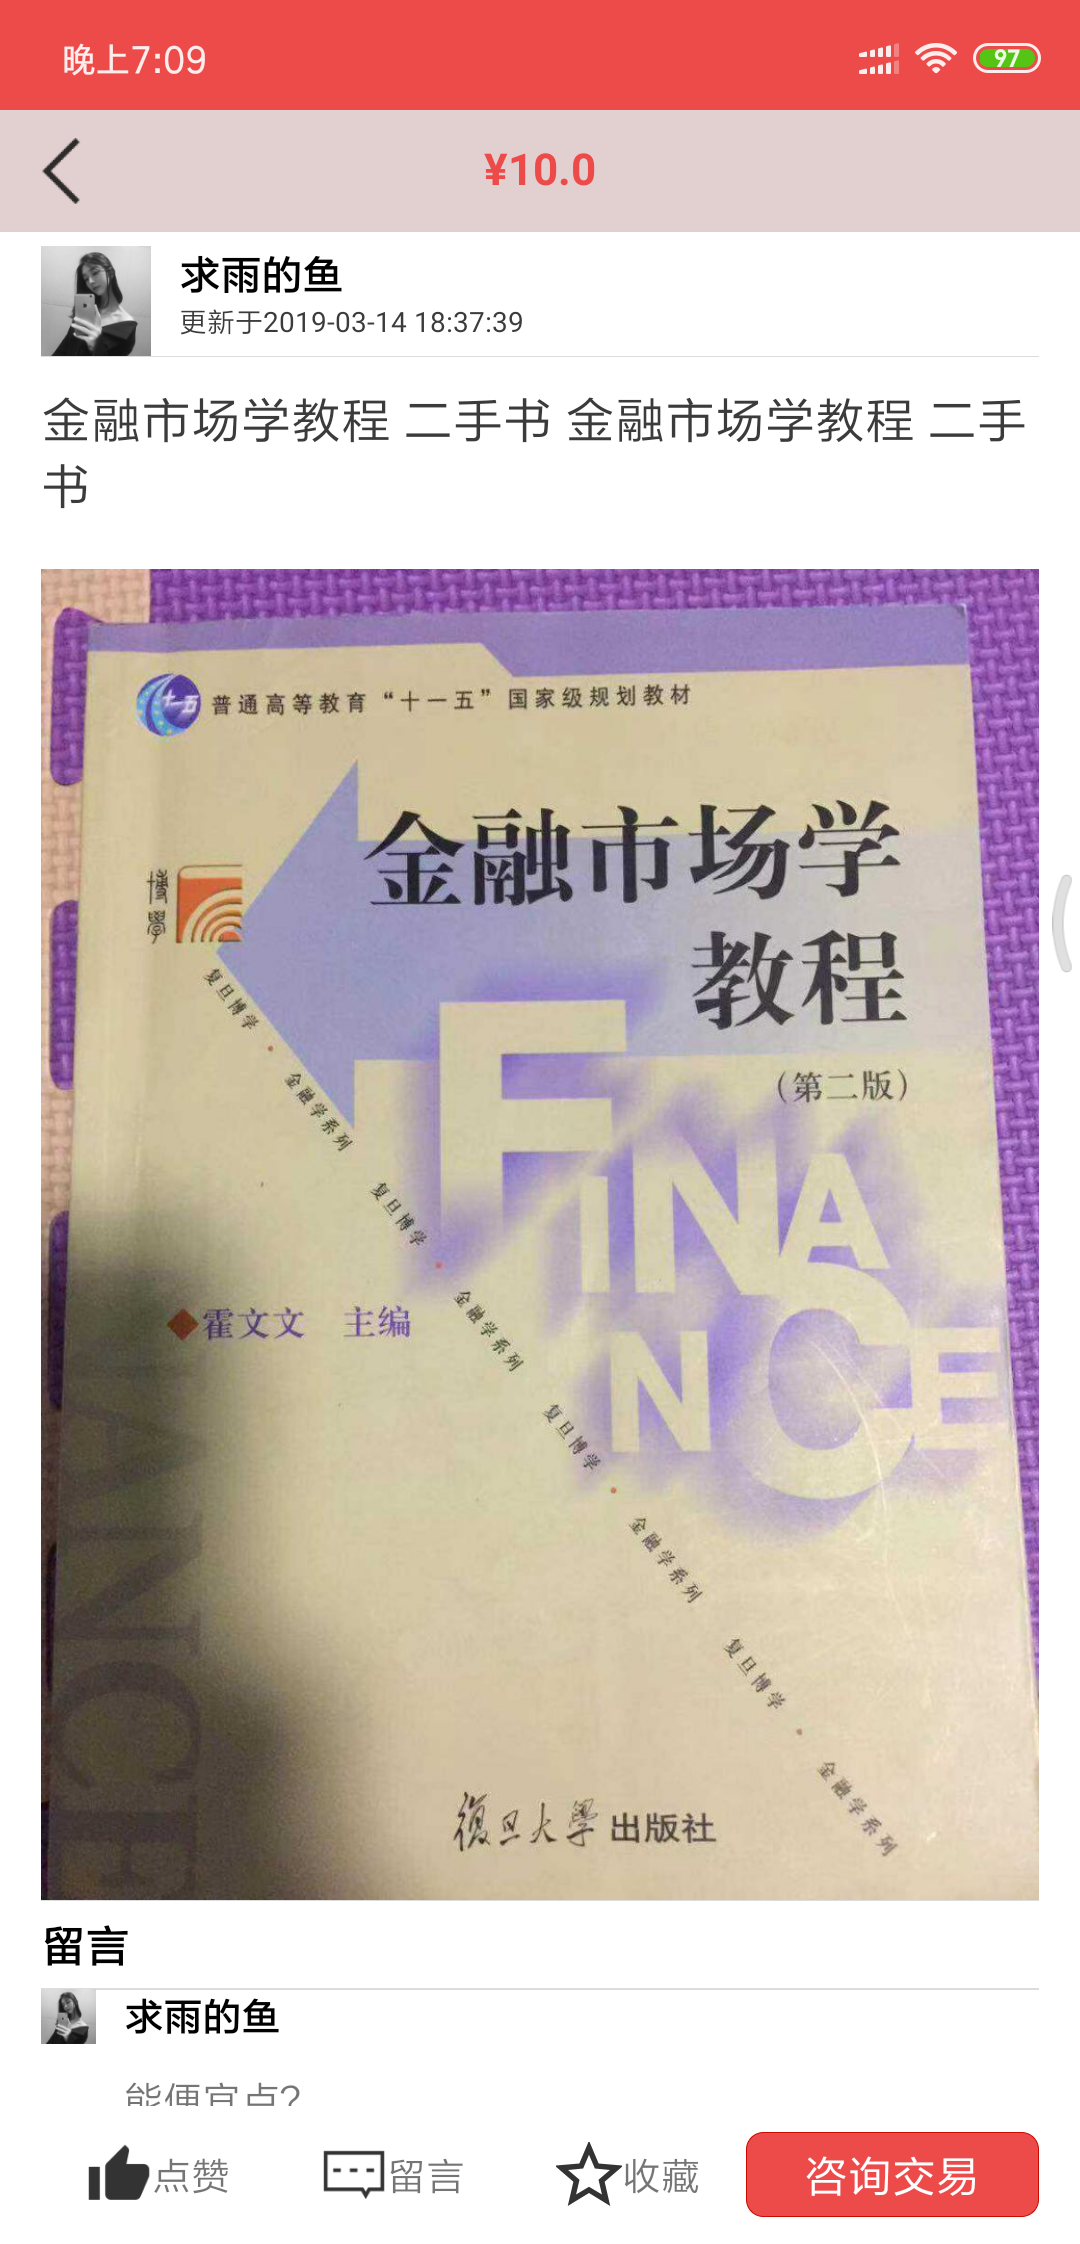 晚上7:09
97
¥10.0
求雨的鱼
更新于2019-03-14 18:37:39
金融市场学教程 二手书 金融市场学教程 二手
书
十一五
普通高等教育“十一五”国家级规划教材
金融市场学
博學
教程
(第二版)
复旦博学·金融学系列 复旦博学·金融学系列 复旦博学·金融学系列 复旦博学·金融学系列
FINANCE
霍文文 主编
FINANCE
復旦大學出版社
留言
求雨的鱼
能便宜点?
点赞
留言
收藏
咨询交易